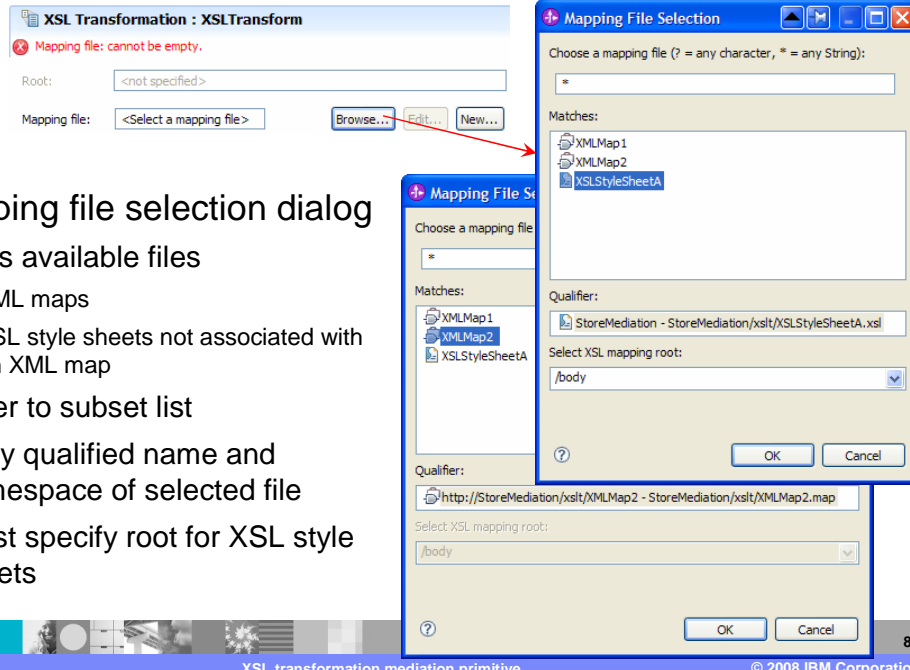 XSL Transformation : XSLTransform
Mapping file: cannot be empty.
Root: <not specified>
Mapping file: <Select a mapping file> Browse... Edit... New...
Mapping File Selection
Choose a mapping file (? = any character, * = any String):
*
Matches:
XMLMap1
XMLMap2
XSLStyleSheetA
Qualifier:
StoreMediation - StoreMediation/xslt/XSLStyleSheetA.xsl
Select XSL mapping root:
/body
OK Cancel
Mapping File Se
Choose a mapping file
*
Matches:
XMLMap1
XMLMap2
XSLStyleSheetA
Qualifier:
http://StoreMediation/xslt/XMLMap2 - StoreMediation/xslt/XMLMap2.map
Select XSL mapping root:
/body
OK Cancel
ping file selection dialog
s available files
ML maps
SL style sheets not associated with
XML map
er to subset list
y qualified name and
mespace of selected file
st specify root for XSL style
ets
8
XSL transformation mediation primitive
© 2008 IBM Corporatio